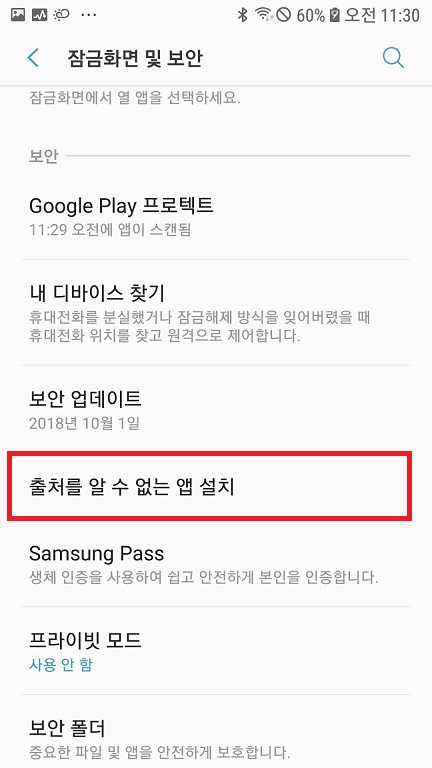 60% 오전 11:30
잠금화면 및 보안
잠금화면에서 열 앱을 선택하세요.
보안
Google Play 프로텍트
11:29 오전에 앱이 스캔됨
내 디바이스 찾기
휴대전화를 분실했거나 잠금해제 방식을 잊어버렸을 때
휴대전화 위치를 찾고 원격으로 제어합니다.
보안 업데이트
2018년 10월 1일
출처를 알 수 없는 앱 설치
Samsung Pass
생체 인증을 사용하여 쉽고 안전하게 본인을 인증합니다.
프라이빗 모드
사용 안 함
보안 폴더
중요한 파일 및 앱을 안전하게 보호합니다.